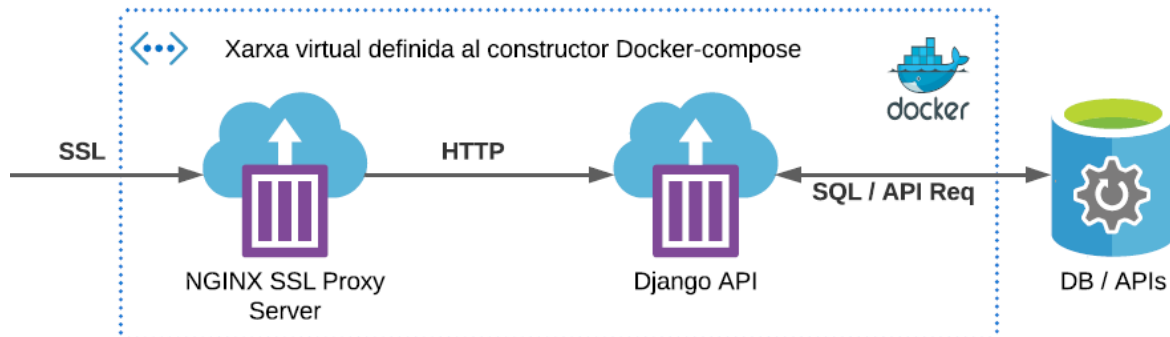 Xarxa virtual definida al constructor Docker-compose
docker
SSL
HTTP
SQL / API Req
NGINX SSL Proxy
Server
Django API
DB / APIs